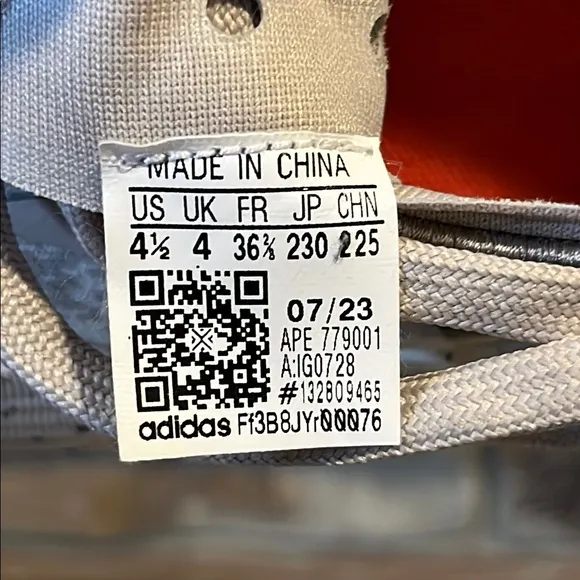 MADE IN CHINA
US UK FR JP CHN
4½ 4 36⅔ 230 225
07/23
APE 779001
A:IG0728
#132809465
adidas Ff3B8JYrQQQ76